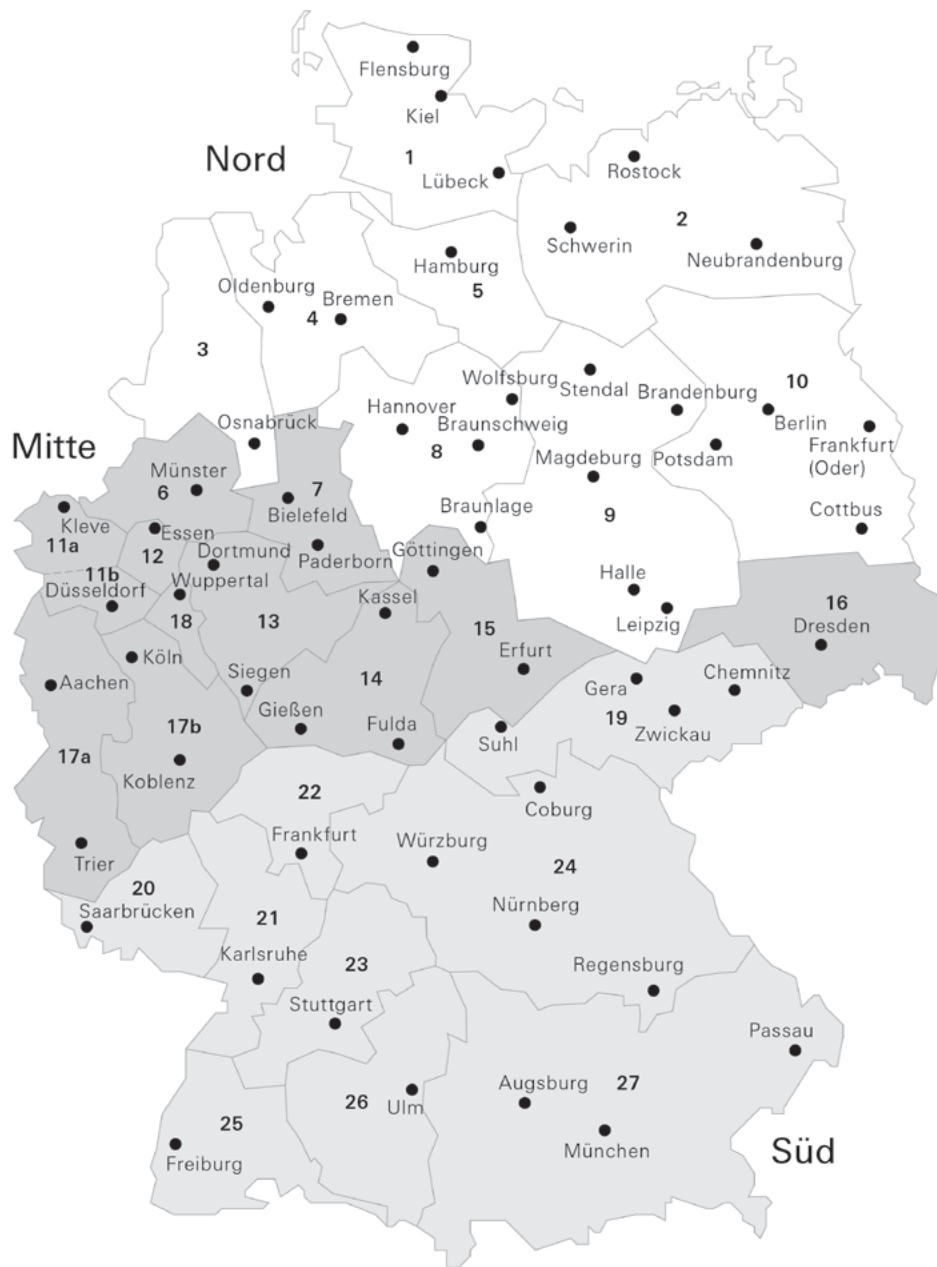 Flensburg
Kiel
Nord
1
Lübeck
Rostock
2
Schwerin
Neubrandenburg
Hamburg
5
Oldenburg
Bremen
4
3
Wolfsburg
Stendal
Brandenburg
10
Hannover
Braunschweig
8
Berlin
Osnabrück
Frankfurt
(Oder)
Mitte
Magdeburg
Potsdam
Münster
6
7
Bielefeld
Braunlage
9
Cottbus
Kleve
11a
Essen
12
Dortmund
Paderborn
Göttingen
11b
Düsseldorf
Wuppertal
Halle
Kassel
Leipzig
16
Dresden
18
13
15
Köln
Siegen
Erfurt
Aachen
14
Gera
Chemnitz
Gießen
Fulda
17b
Suhl
19
Zwickau
17a
Koblenz
22
Coburg
Frankfurt
Würzburg
Trier
24
20
Saarbrücken
21
Nürnberg
Karlsruhe
23
Regensburg
Stuttgart
Passau
Augsburg
27
26
Ulm
25
München
Süd
Freiburg